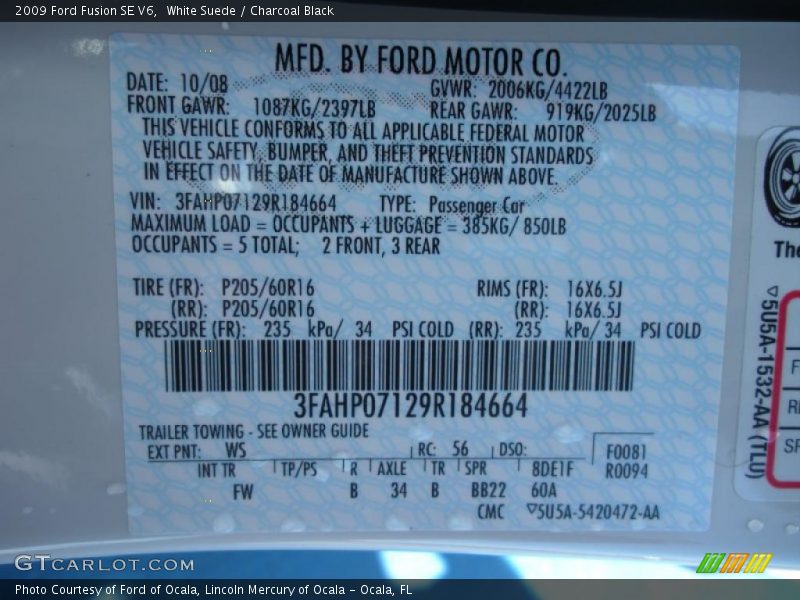 2009 Ford Fusion SE V6,  White Suede / Charcoal Black
MFD. BY FORD MOTOR CO.
DATE: 10/08 GVWR: 2006KG/4422LB
FRONT GAWR: 1087KG/2397LB REAR GAWR: 919KG/2025LB
THIS VEHICLE CONFORMS TO ALL APPLICABLE FEDERAL MOTOR
VEHICLE SAFETY, BUMPER, AND THEFT PREVENTION STANDARDS
IN EFFECT ON THE DATE OF MANUFACTURE SHOWN ABOVE.
VIN: 3FAHP07129R184664 TYPE: Passenger Car
MAXIMUM LOAD = OCCUPANTS + LUGGAGE = 385KG/ 850LB
OCCUPANTS = 5 TOTAL; 2 FRONT, 3 REAR
TIRE (FR): P205/60R16 RIMS (FR): 16X6.5J
(RR): P205/60R16 (RR): 16X6.5J
PRESSURE (FR): 235 kPa/ 34 PSI COLD (RR): 235 kPa/ 34 PSI COLD
3FAHP07129R184664
TRAILER TOWING - SEE OWNER GUIDE
EXT PNT: WS RC: 56 DSO: F0081
INT TR TP/PS R AXLE TR SPR 8DE1F R0094
FW B 34 B BB22 60A
CMC ▽5U5A-5420472-AA
The
▽5U5A-1532-AA (TLU)
F
RI
SP
GTCARLOT.COM
Photo Courtesy of Ford of Ocala, Lincoln Mercury of Ocala - Ocala, FL